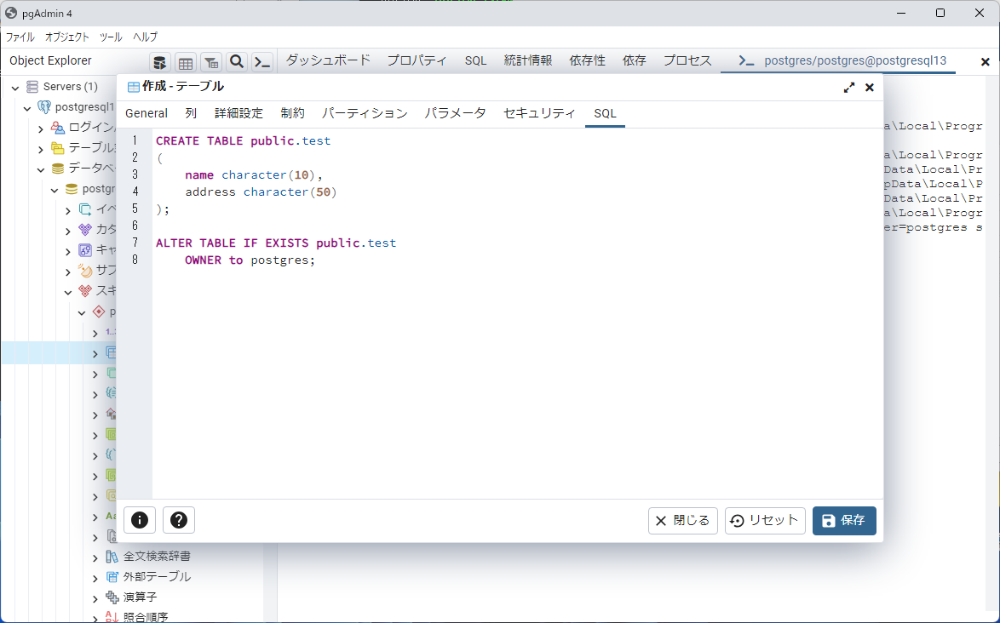 pgAdmin 4
ファイル オブジェクト ツール ヘルプ
Object Explorer
ダッシュボード プロパティ SQL 統計情報 依存性 依存 プロセス postgres/postgres@postgresql13
Servers (1)
作成 - テーブル
General 列 詳細設定 制約 パーティション パラメータ セキュリティ SQL
1 CREATE TABLE public.test
2 (
3 name character(10),
4 address character(50)
5 );
6
7 ALTER TABLE IF EXISTS public.test
8 OWNER to postgres;
postgresql1
ログイン
テーブル
データベ
postgr
イベ
カタ
キャ
サブ
スキ
p
1..
Aa
a\Local\Progr
a\Local\Progr
Data\Local\Pr
pData\Local\P
Data\Local\Pr
a\Local\Progr
er=postgres s
閉じる リセット 保存
全文検索辞書
外部テーブル
演算子
照合順序